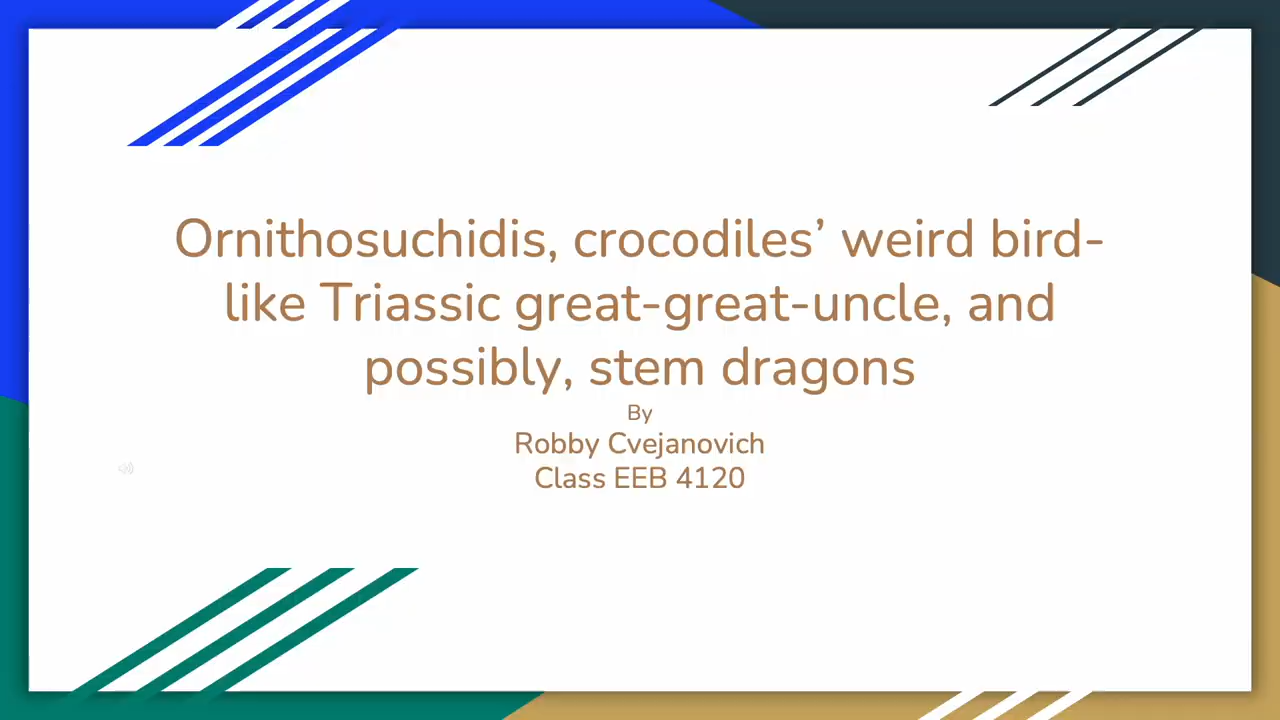 Ornithosuchidis, crocodiles’ weird bird-
like Triassic great-great-uncle, and
possibly, stem dragons
By
Robby Cvejanovich
Class EEB 4120